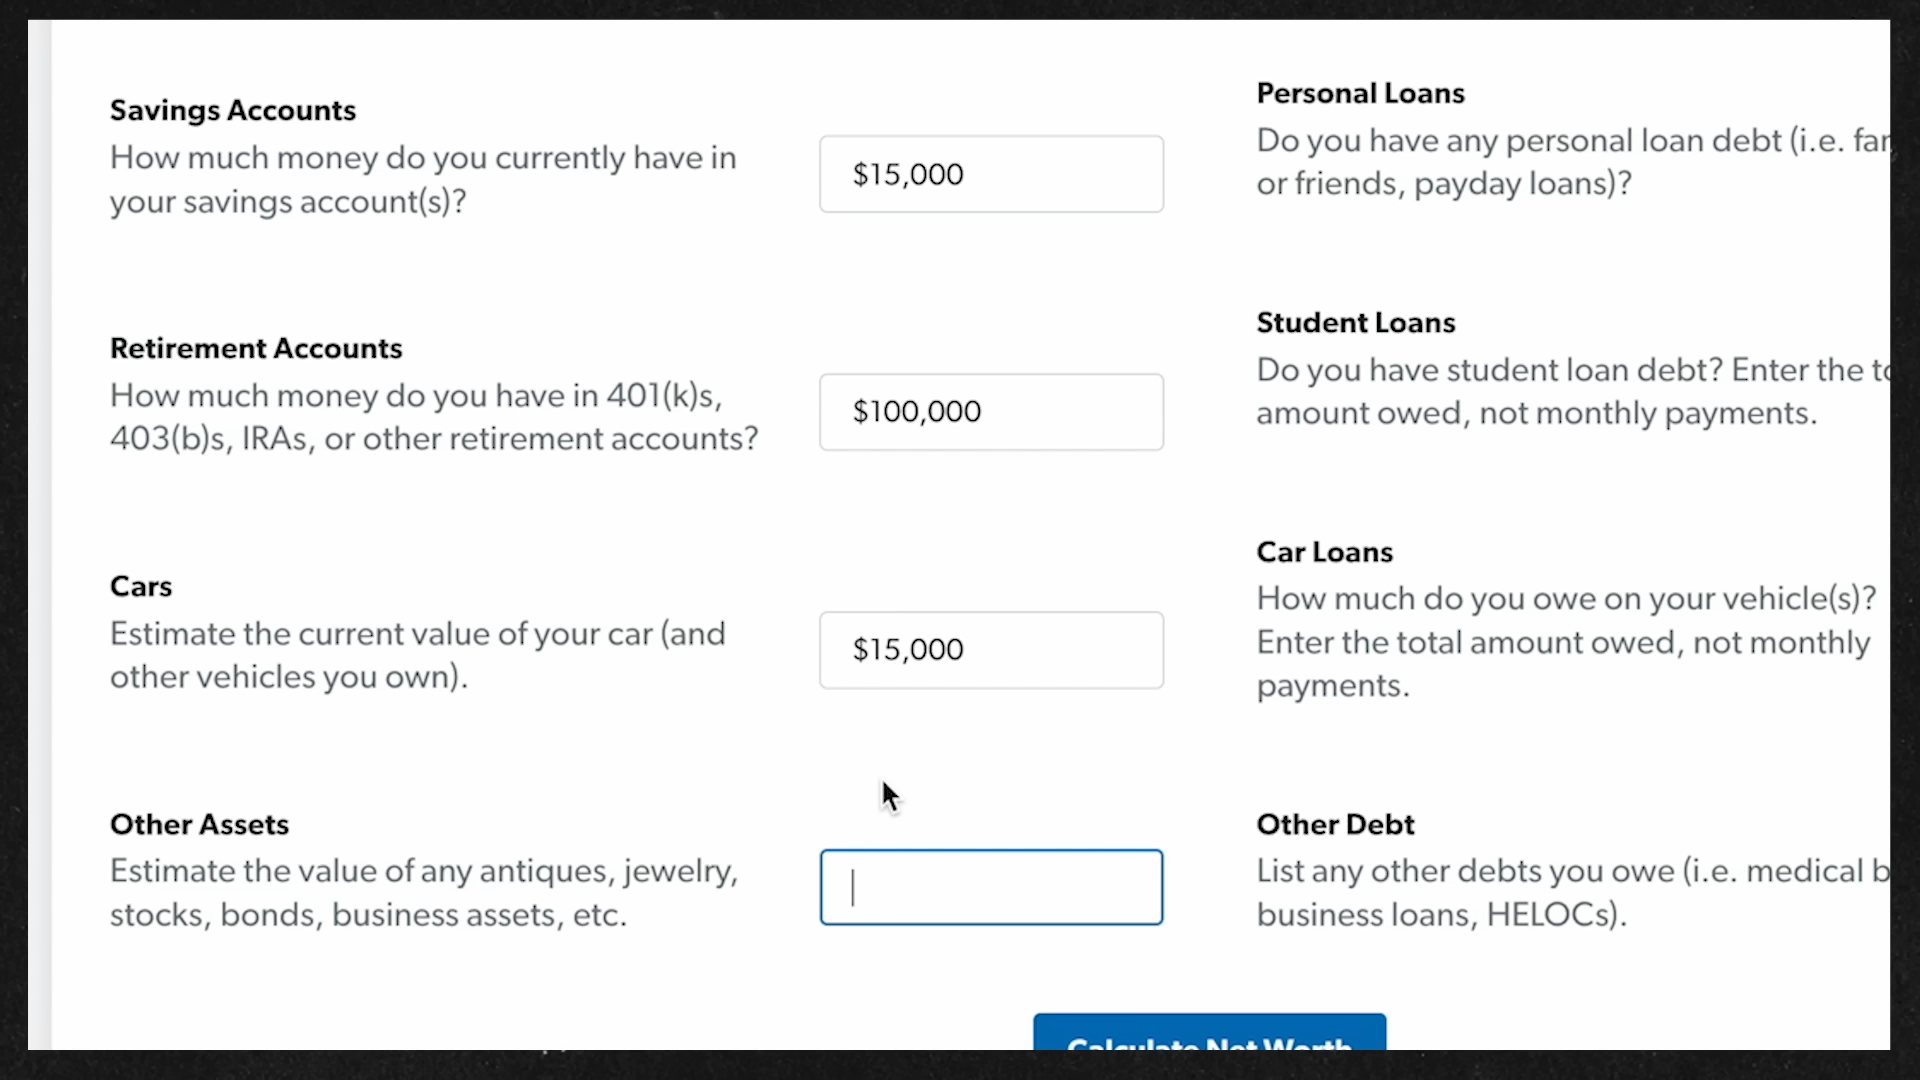 Savings Accounts
How much money do you currently have in
your savings account(s)?
$15,000
Retirement Accounts
How much money do you have in 401(k)s,
403(b)s, IRAs, or other retirement accounts?
$100,000
Cars
Estimate the current value of your car (and
other vehicles you own).
$15,000
Other Assets
Estimate the value of any antiques, jewelry,
stocks, bonds, business assets, etc.
Personal Loans
Do you have any personal loan debt (i.e.
or friends, payday loans)?
Student Loans
Do you have student loan debt? Enter the
amount owed, not monthly payments.
Car Loans
How much do you owe on your vehicle(s)?
Enter the total amount owed, not monthly
payments.
Other Debt
List any other debts you owe (i.e. medical
business loans, HELOCs).
Calculate Net Worth